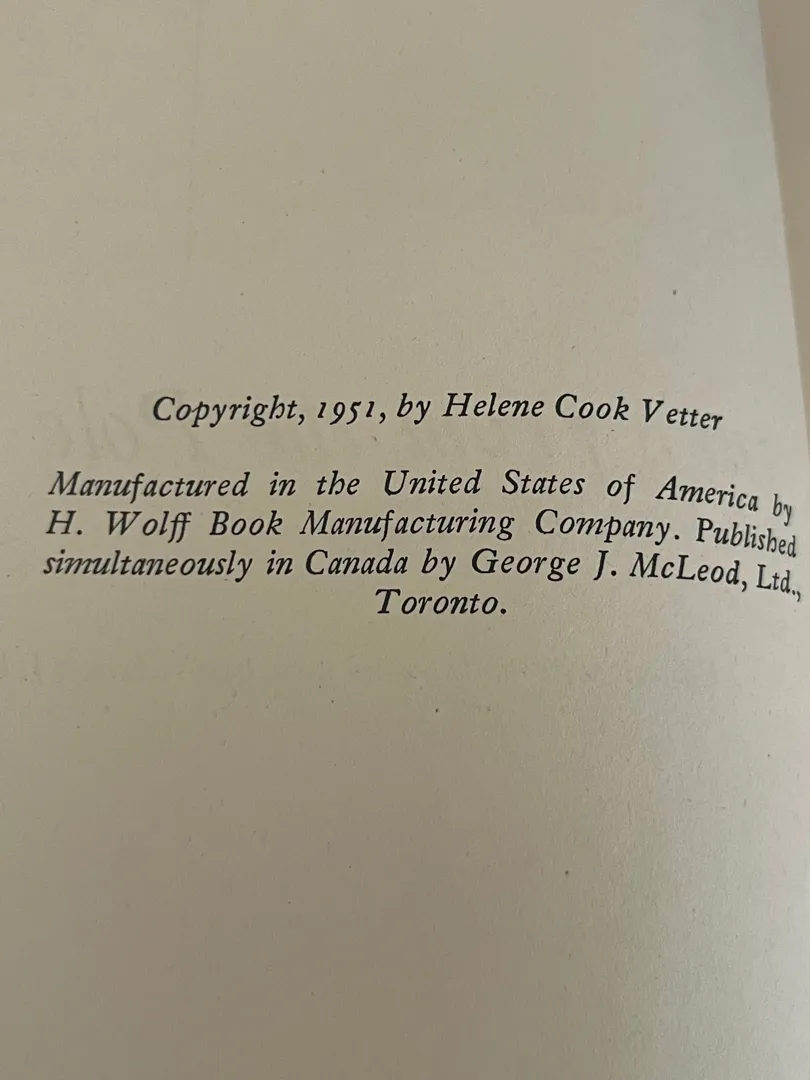 Copyright, 1951, by Helene Cook Vetter
Manufactured in the United States of America by
H. Wolff Book Manufacturing Company. Published
simultaneously in Canada by George J. McLeod, Ltd.,
Toronto.